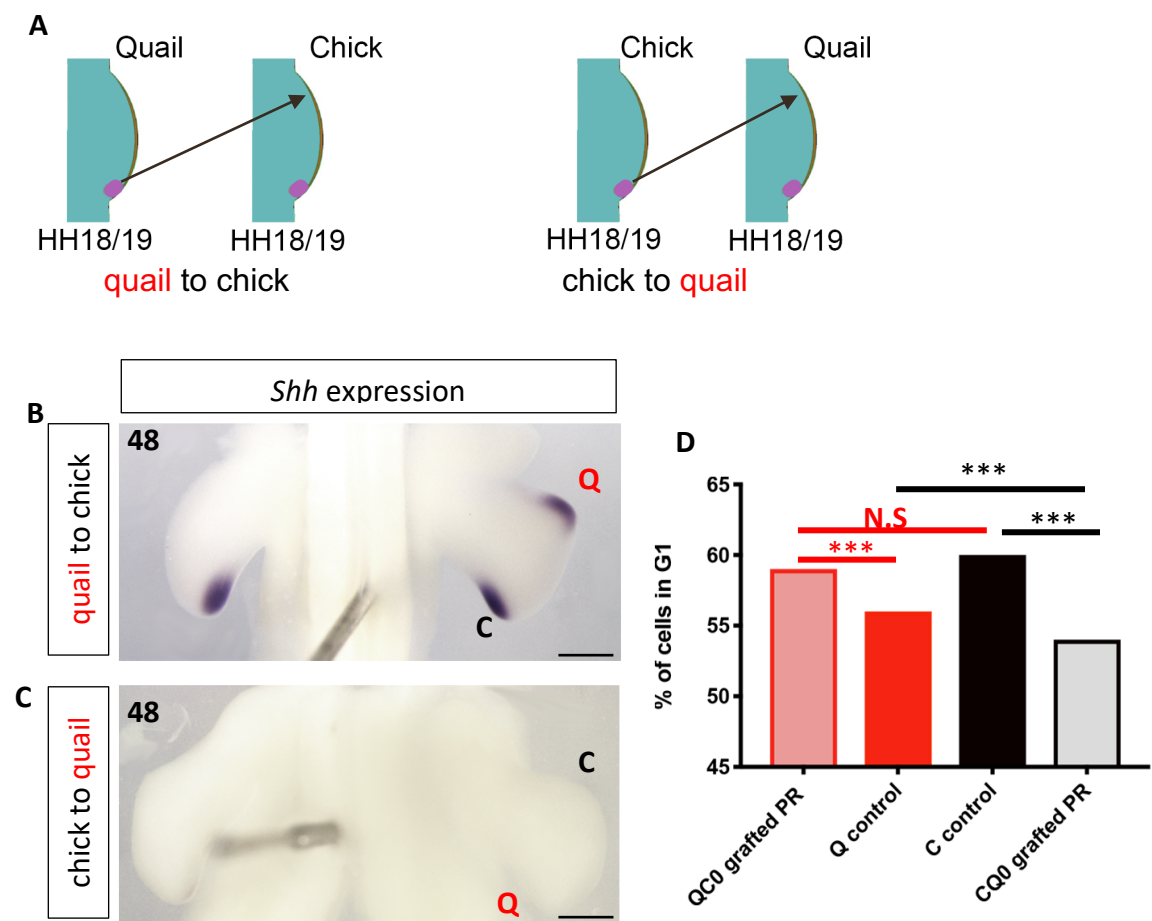 A
Quail Chick
HH18/19 HH18/19
quail to chick
Chick Quail
HH18/19 HH18/19
chick to quail
Shh expression
B
quail to chick
48
Q
C
C
chick to quail
48
C
Q
D
% of cells in G1
65
60
55
50
45
***
N.S
***
***
QC0 grafted PR
Q control
C control
CQ0 grafted PR